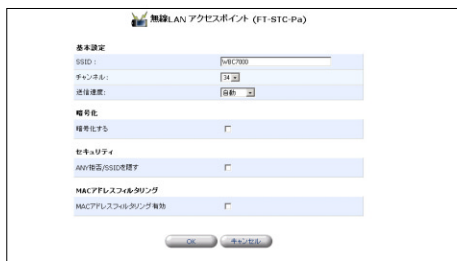 無線LAN アクセスポイント (FT-STC-Pa)
基本設定
SSID : WBC7000
チャンネル: 34
送信速度: 自動
暗号化
暗号化する
セキュリティ
ANY拒否/SSIDを隠す
MACアドレスフィルタリング
MACアドレスフィルタリング有効
OK キャンセル